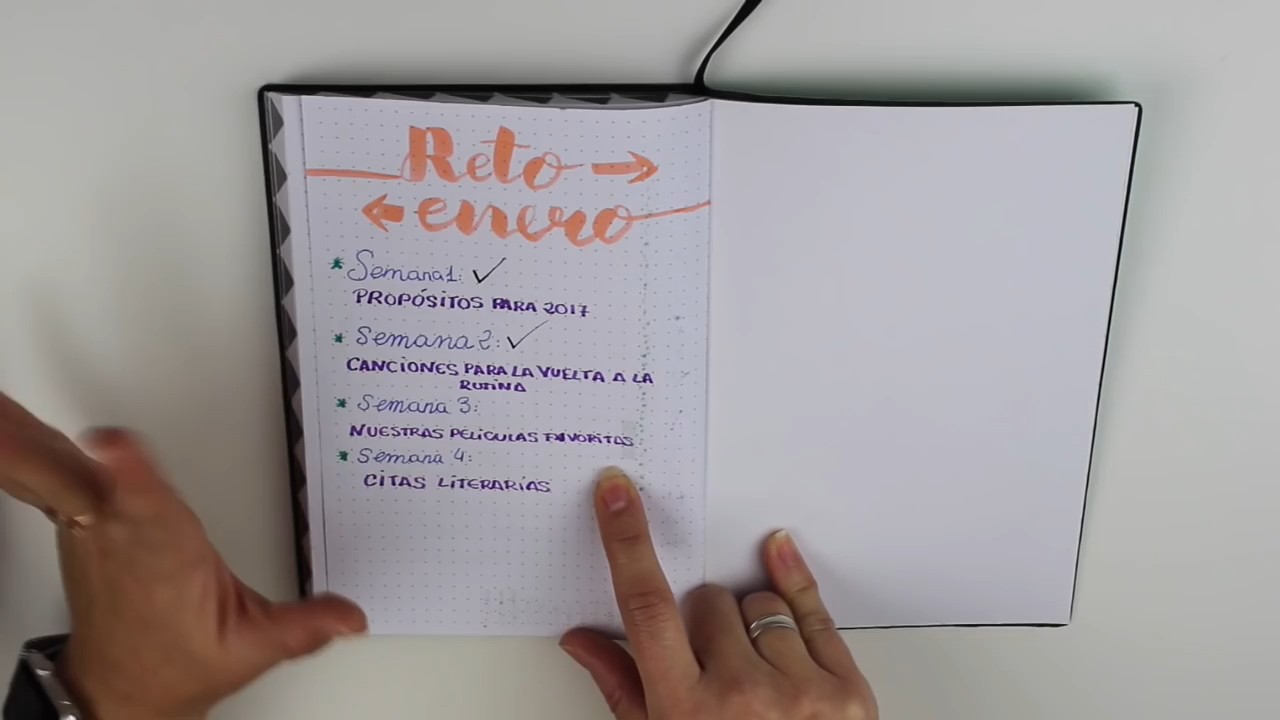 Reto →
← enero
* Semana 1: ✓
PROPÓSITOS PARA 2017
* Semana 2: ✓
CANCIONES PARA LA VUELTA A LA
RUTINA
* Semana 3:
NUESTRAS PELÍCULAS FAVORITAS
* Semana 4:
CITAS LITERARIAS